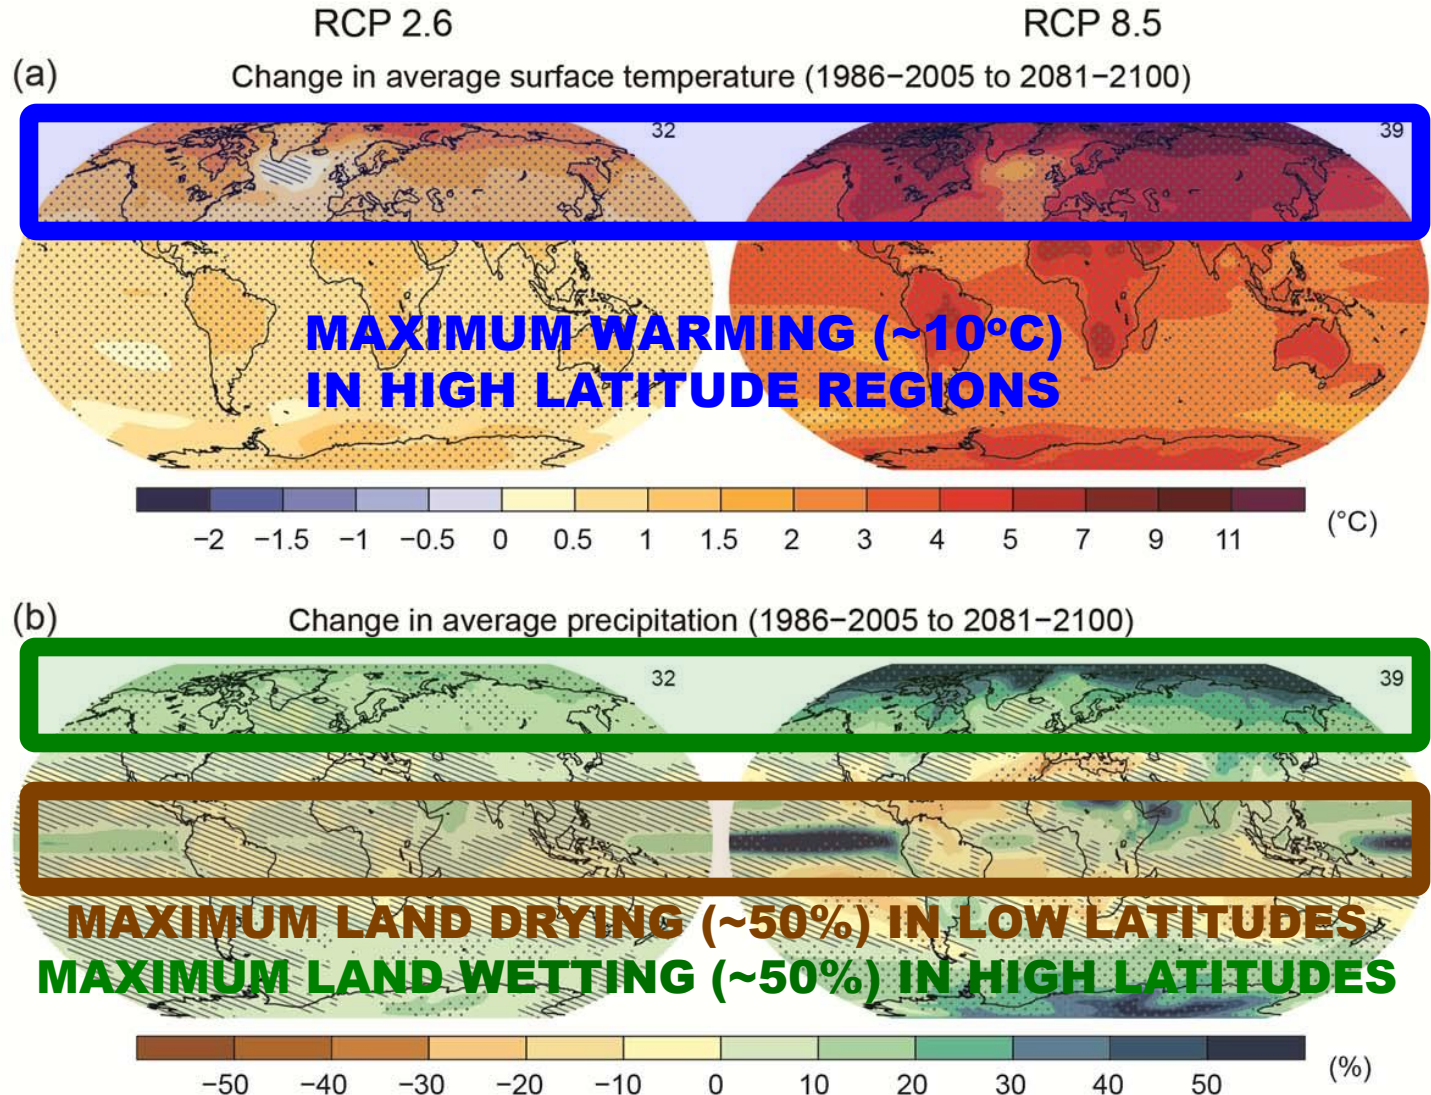 RCP 2.6 RCP 8.5
(a) Change in average surface temperature (1986−2005 to 2081−2100)
32 39
MAXIMUM WARMING (~10ºC)
IN HIGH LATITUDE REGIONS
−2 −1.5 −1 −0.5 0 0.5 1 1.5 2 3 4 5 7 9 11 (°C)
(b) Change in average precipitation (1986−2005 to 2081−2100)
32 39
MAXIMUM LAND DRYING (~50%) IN LOW LATITUDES
MAXIMUM LAND WETTING (~50%) IN HIGH LATITUDES
−50 −40 −30 −20 −10 0 10 20 30 40 50 (%)